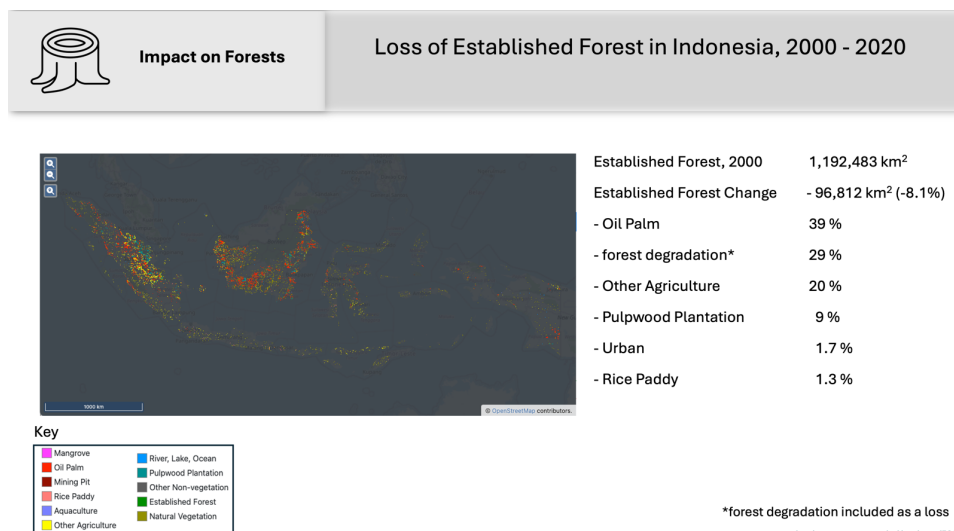 Impact on Forests
Loss of Established Forest in Indonesia, 2000 - 2020
Established Forest, 2000 1,192,483 km²
Established Forest Change - 96,812 km² (-8.1%)
- Oil Palm 39 %
- forest degradation* 29 %
- Other Agriculture 20 %
- Pulpwood Plantation 9 %
- Urban 1.7 %
- Rice Paddy 1.3 %
1000 km
© OpenStreetMap contributors.
Key
Mangrove
Oil Palm
Mining Pit
Rice Paddy
Aquaculture
Other Agriculture
River, Lake, Ocean
Pulpwood Plantation
Other Non-vegetation
Established Forest
Natural Vegetation
*forest degradation included as a loss